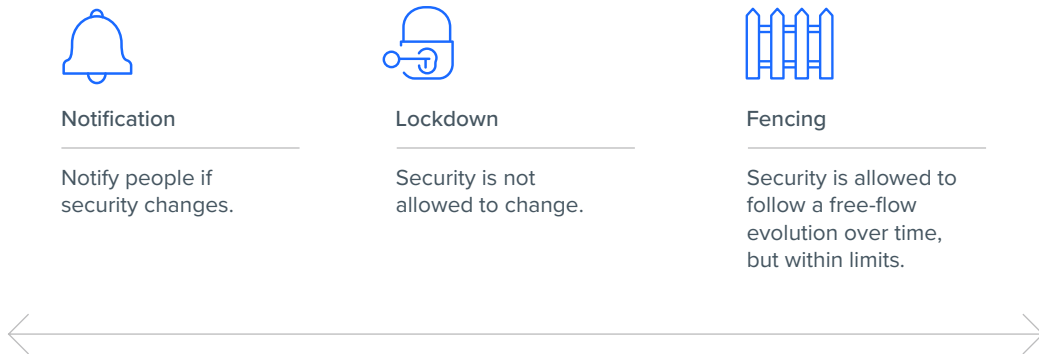 Notification
Notify people if
security changes.
Lockdown
Security is not
allowed to change.
Fencing
Security is allowed to
follow a free-flow
evolution over time,
but within limits.